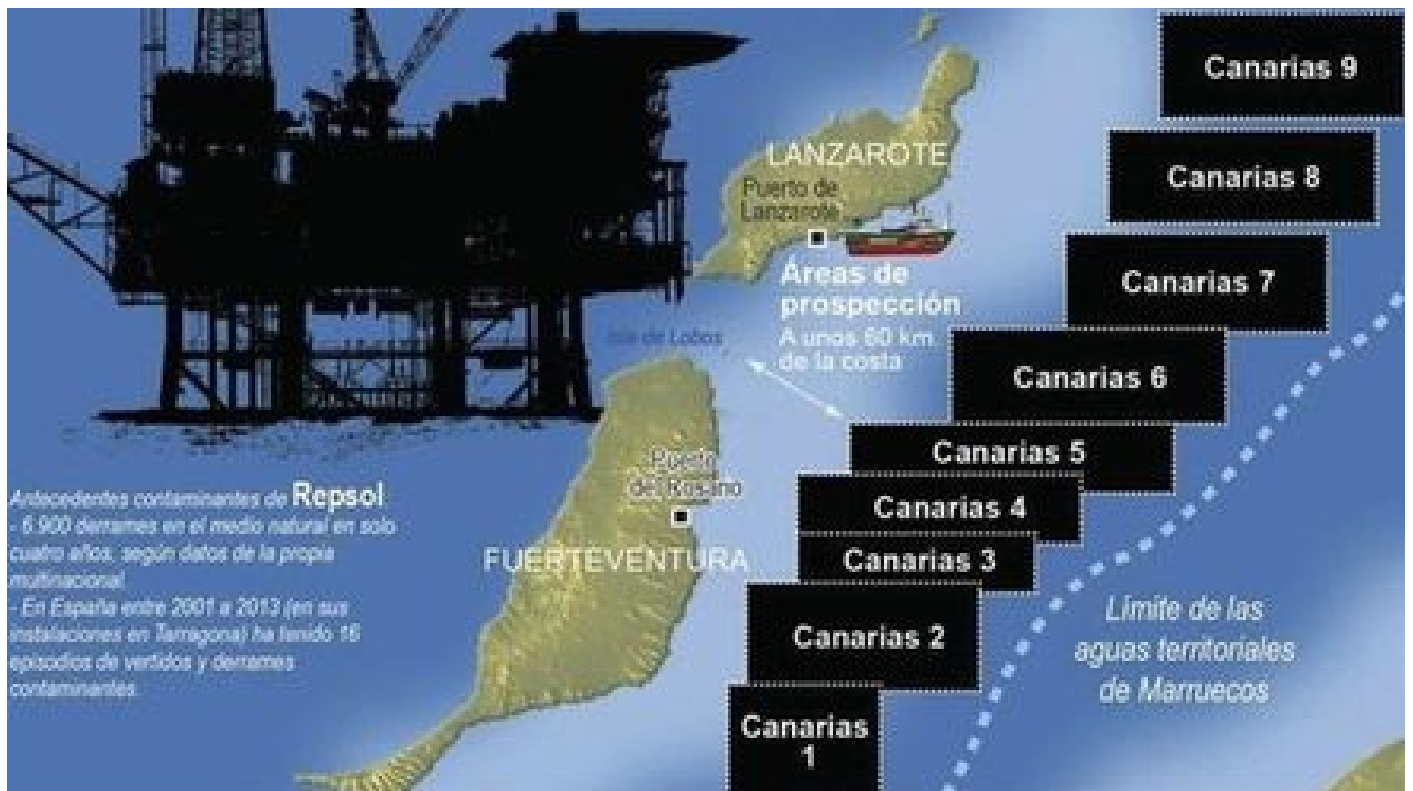 Canarias 9
Canarias 8
LANZAROTE
Puerto de
Lanzarote
Áreas de
prospección
A unos 60 km
de la costa
Canarias 7
Isla de Lobos
Canarias 6
Canarias 5
Canarias 4
Canarias 3
Canarias 2
Canarias
1
Puerto
del Rosario
FUERTEVENTURA
Antecedentes contaminantes de Repsol
- 6.900 derrames en el medio natural en solo
cuatro años, según datos de la propia
multinacional
- En España entre 2001 a 2013 (en sus
instalaciones en Tarragona) ha tenido 16
episodios de vertidos y derrames
contaminantes
Límite de las
aguas territoriales
de Marruecos